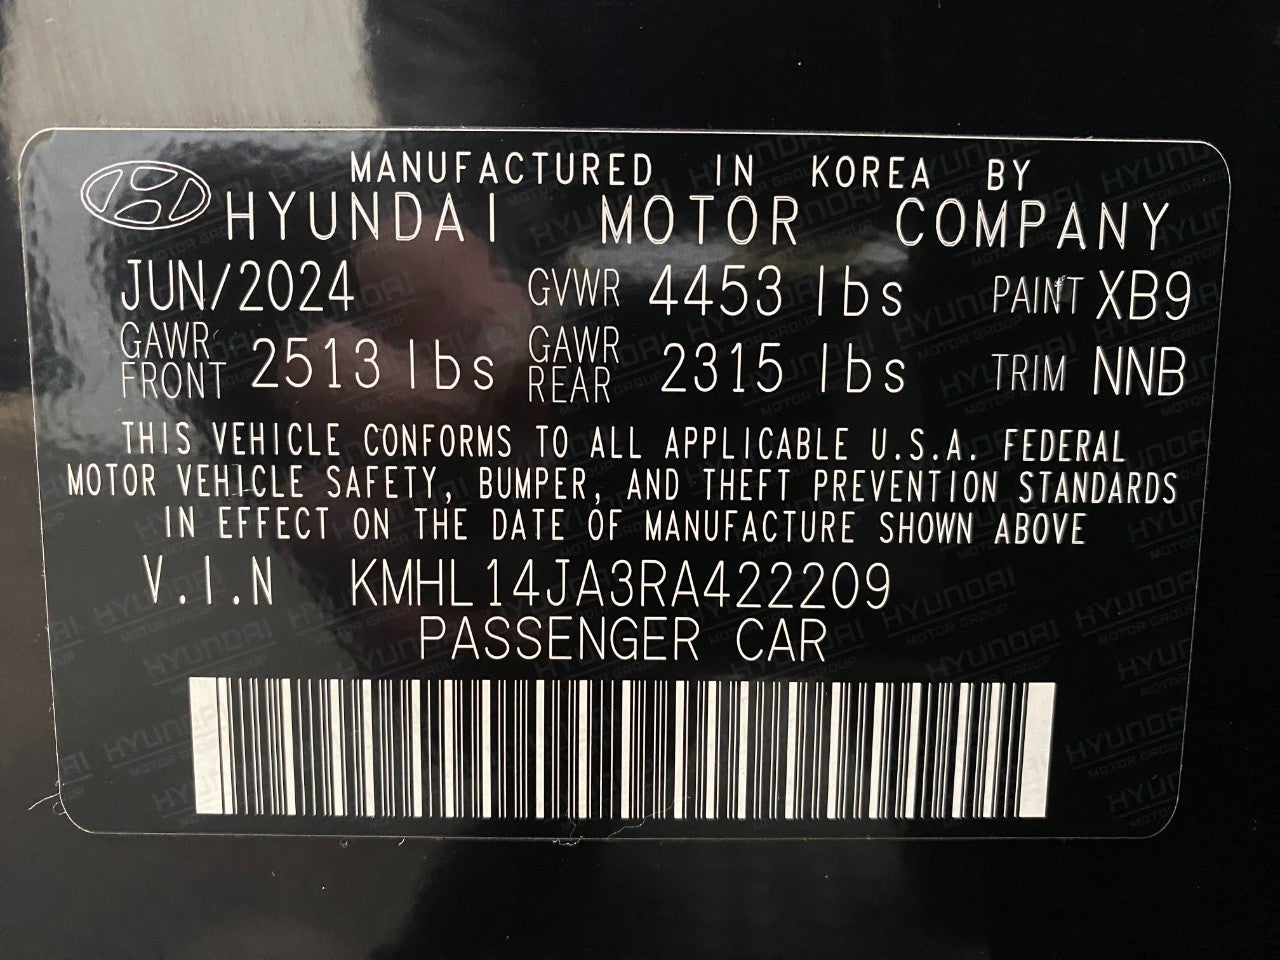 MANUFACTURED IN KOREA BY
HYUNDAI MOTOR COMPANY
JUN/2024 GVWR 4453 lbs PAINT XB9
GAWR FRONT 2513 lbs GAWR REAR 2315 lbs TRIM NNB
THIS VEHICLE CONFORMS TO ALL APPLICABLE U.S.A. FEDERAL
MOTOR VEHICLE SAFETY, BUMPER, AND THEFT PREVENTION STANDARDS
IN EFFECT ON THE DATE OF MANUFACTURE SHOWN ABOVE
V.I.N KMHL14JA3RA422209
PASSENGER CAR